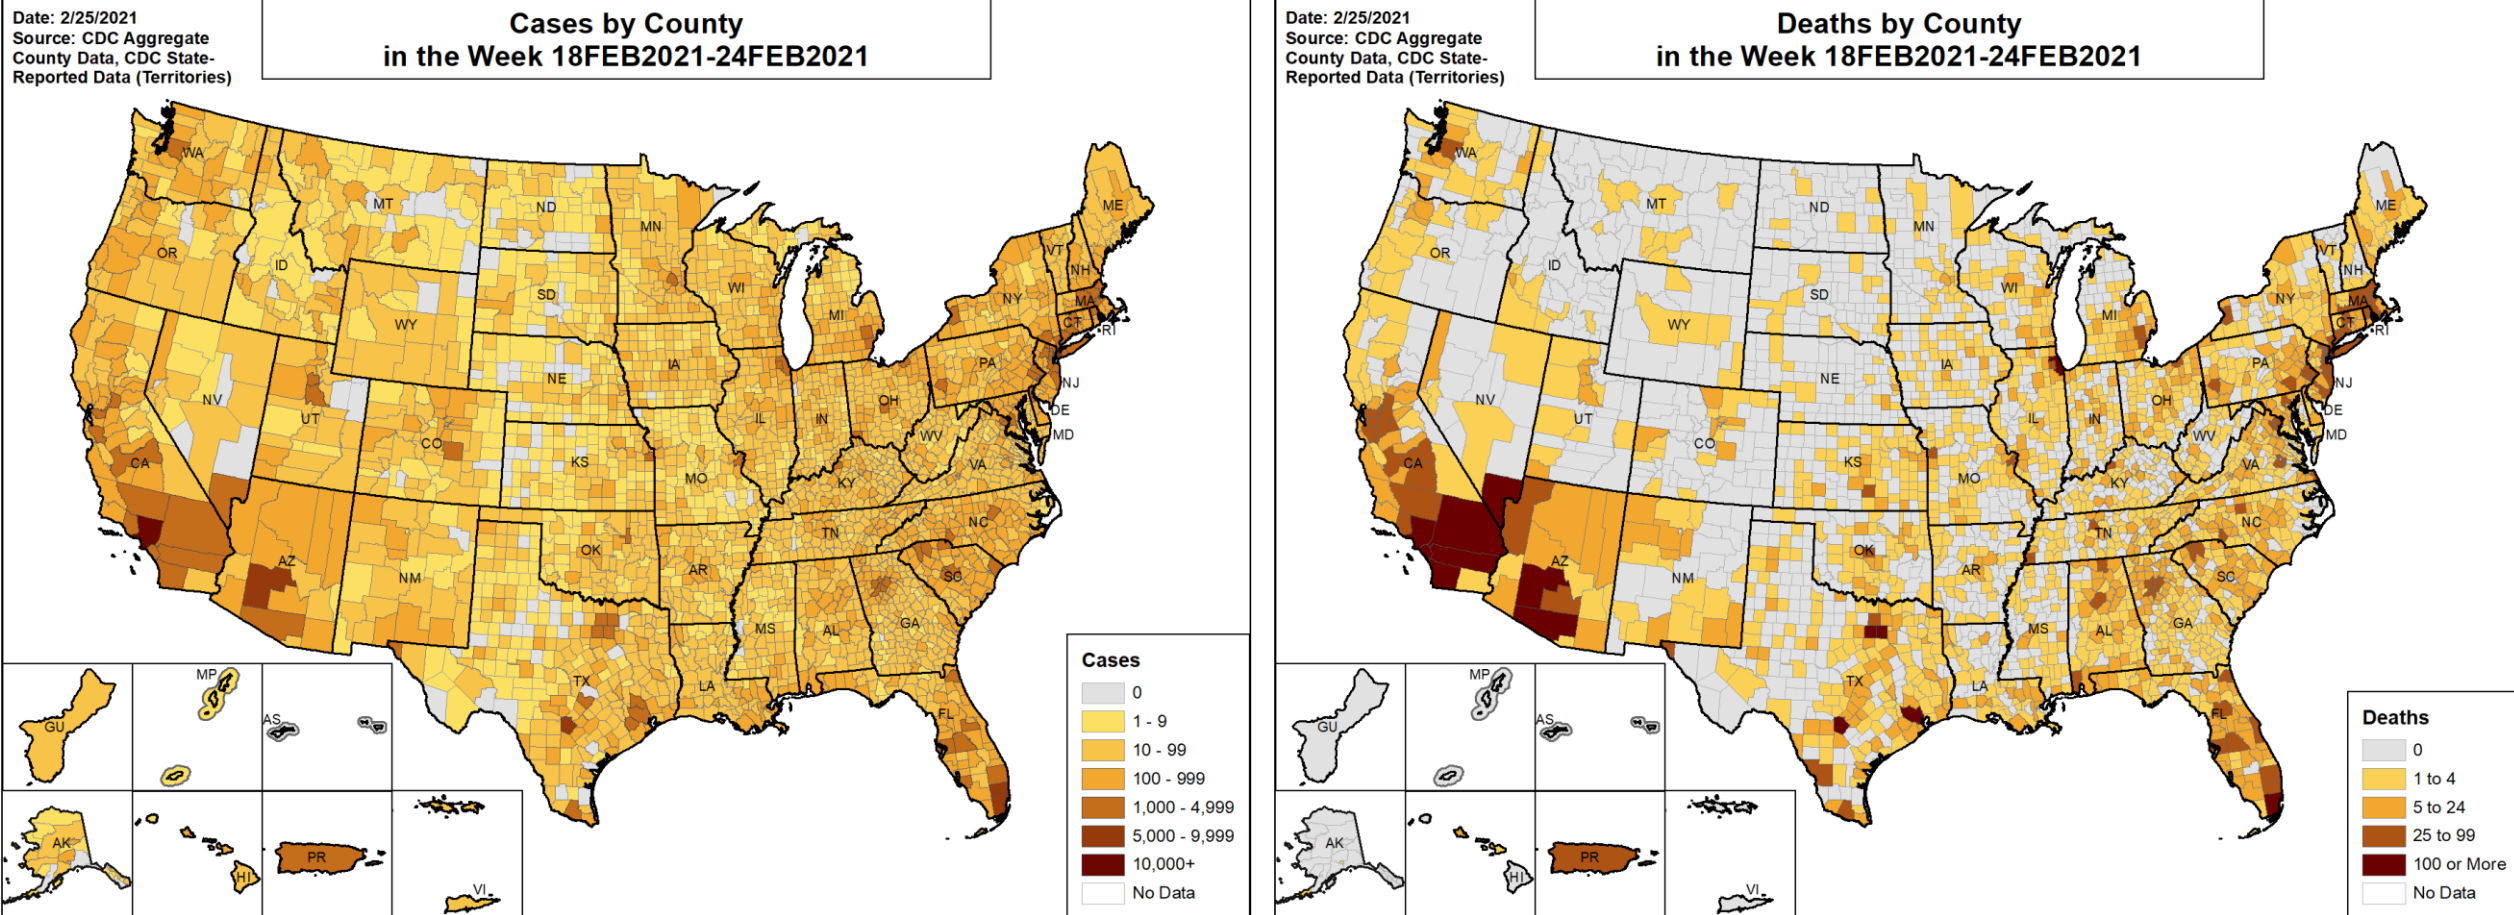 Date: 2/25/2021
Source: CDC Aggregate
County Data, CDC State-
Reported Data (Territories)
Cases by County
in the Week 18FEB2021-24FEB2021
WA
MT
ND
MN
OR
ID
SD
WI
MI
NY
VT
NH
ME
MA
CT
RI
WY
IA
PA
NJ
NE
NV
UT
CO
IL
IN
OH
DE
MD
WV
VA
CA
KS
MO
KY
NC
TN
AZ
NM
OK
AR
SC
MS
AL
GA
TX
LA
FL
GU
MP
AS
AK
HI
PR
VI
Cases
0
1 - 9
10 - 99
100 - 999
1,000 - 4,999
5,000 - 9,999
10,000+
No Data
Date: 2/25/2021
Source: CDC Aggregate
County Data, CDC State-
Reported Data (Territories)
Deaths by County
in the Week 18FEB2021-24FEB2021
WA
MT
ND
MN
OR
ID
SD
WI
MI
NY
VT
NH
ME
MA
CT
RI
WY
IA
PA
NJ
NE
NV
UT
CO
IL
IN
OH
DE
MD
WV
VA
CA
KS
MO
KY
NC
TN
AZ
NM
OK
AR
SC
MS
AL
GA
TX
LA
FL
GU
MP
AS
AK
HI
PR
VI
Deaths
0
1 to 4
5 to 24
25 to 99
100 or More
No Data